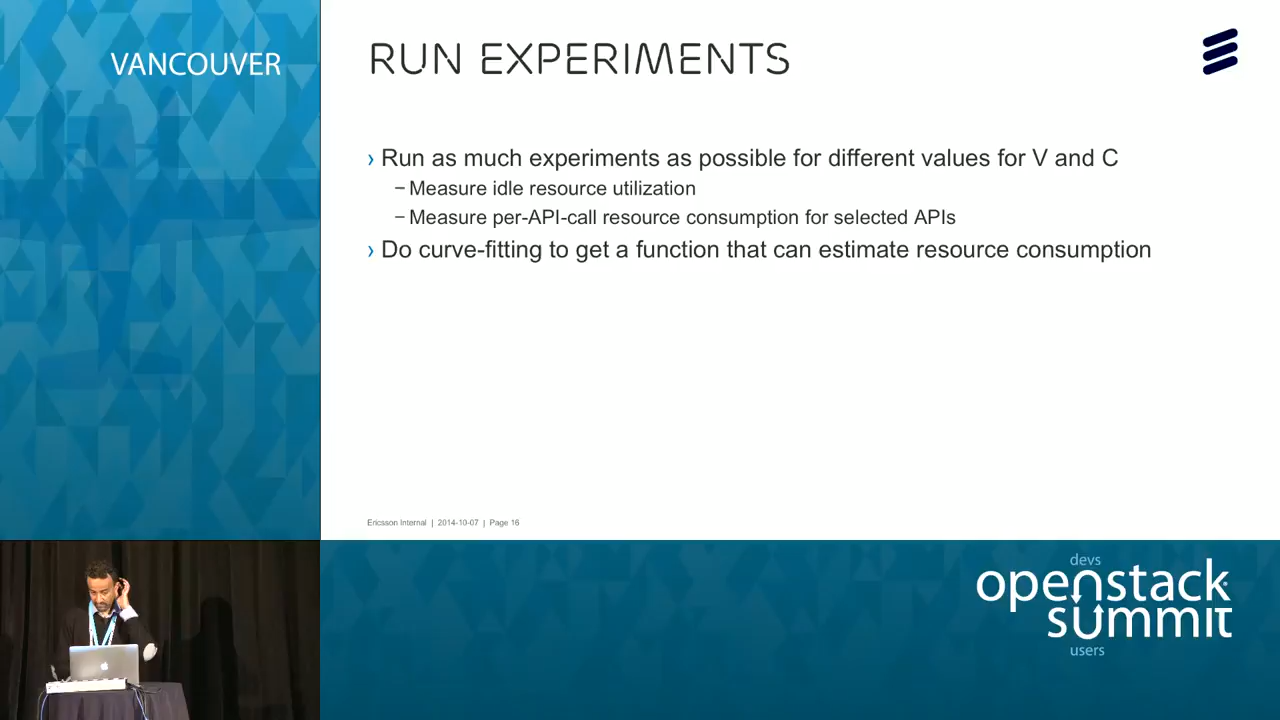 VANCOUVER
RUN EXPERIMENTS
› Run as much experiments as possible for different values for V and C
– Measure idle resource utilization
– Measure per-API-call resource consumption for selected APIs
› Do curve-fitting to get a function that can estimate resource consumption
Ericsson Internal | 2014-10-07 | Page 16
devs
openstack
summit
users